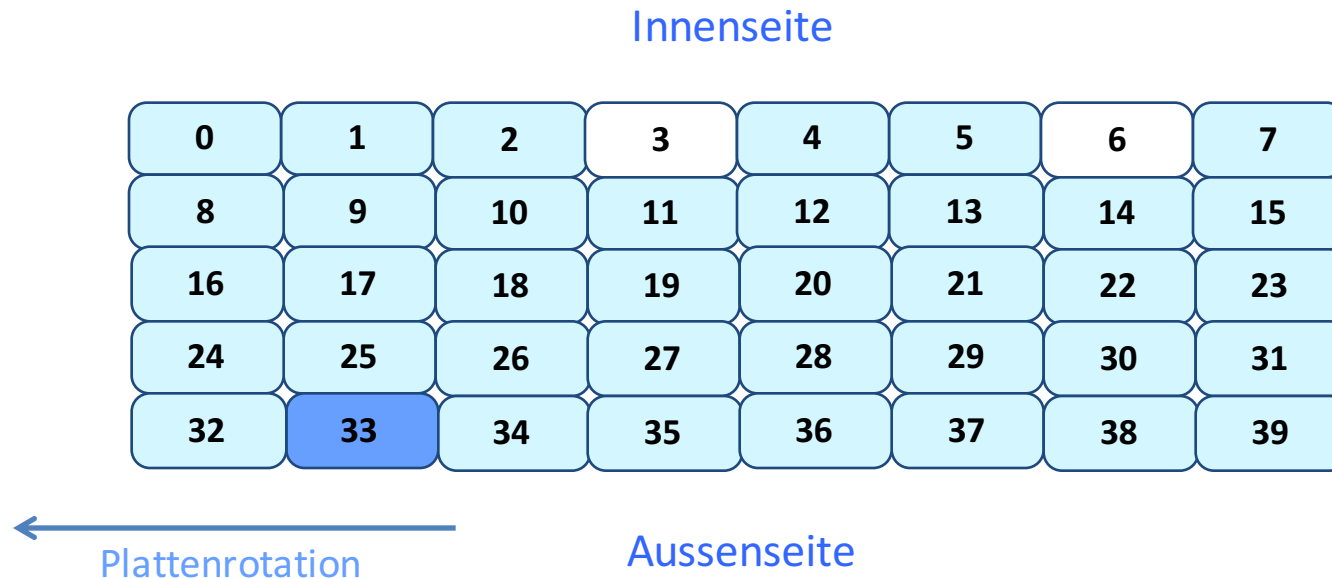 Innenseite
0 1 2 3 4 5 6 7
8 9 10 11 12 13 14 15
16 17 18 19 20 21 22 23
24 25 26 27 28 29 30 31
32 33 34 35 36 37 38 39
Plattenrotation
Aussenseite